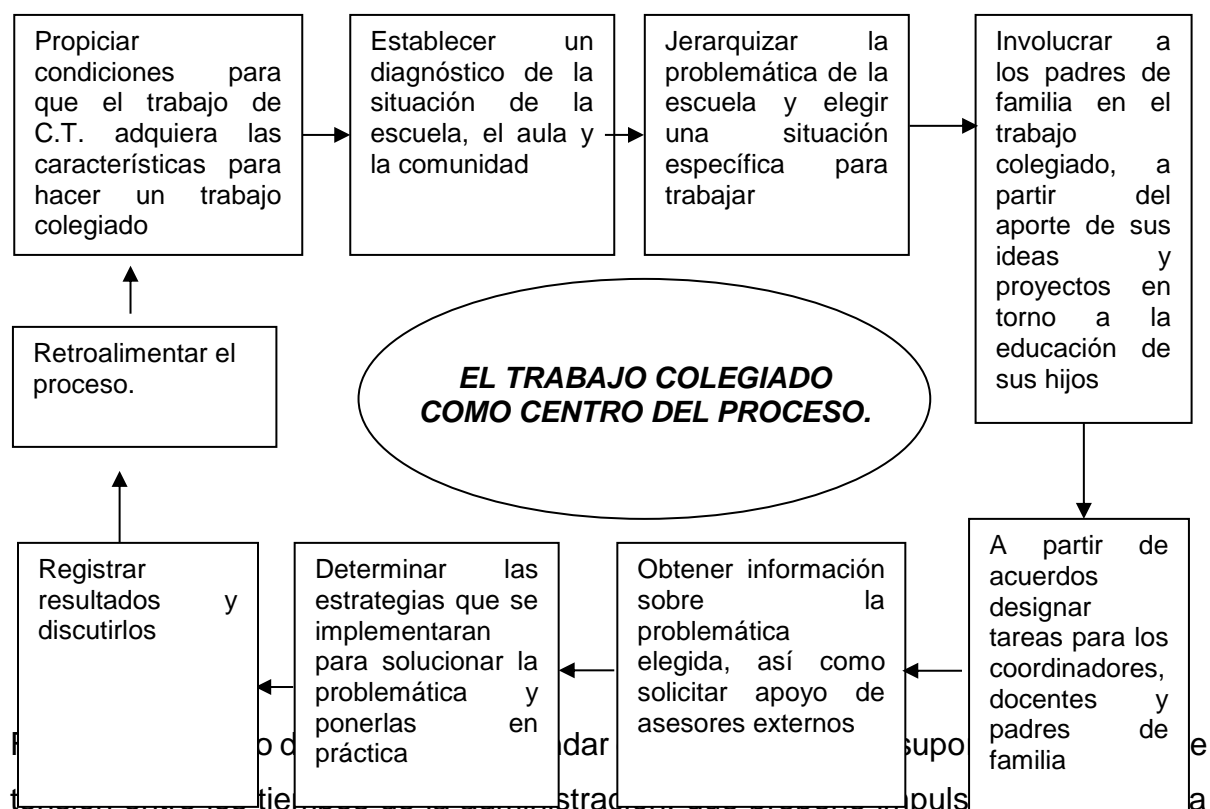 Propiciar
condiciones para
que el trabajo de
C.T. adquiera las
características para
hacer un trabajo
colegiado
Establecer un
diagnóstico de la
situación de la
escuela, el aula y
la comunidad
Jerarquizar la
problemática de la
escuela y elegir
una situación
específica para
trabajar
Involucrar a
los padres de
familia en el
trabajo
colegiado, a
partir del
aporte de sus
ideas y
proyectos en
torno a la
educación de
sus hijos
A partir de
acuerdos
designar
tareas para los
coordinadores,
docentes y
padres de
familia
Obtener información
sobre la
problemática
elegida, así como
solicitar apoyo de
asesores externos
Determinar las
estrategias que se
implementaran
para solucionar la
problemática y
ponerlas en
práctica
Registrar
resultados y
discutirlos
Retroalimentar el
proceso.
EL TRABAJO COLEGIADO
COMO CENTRO DEL PROCESO.